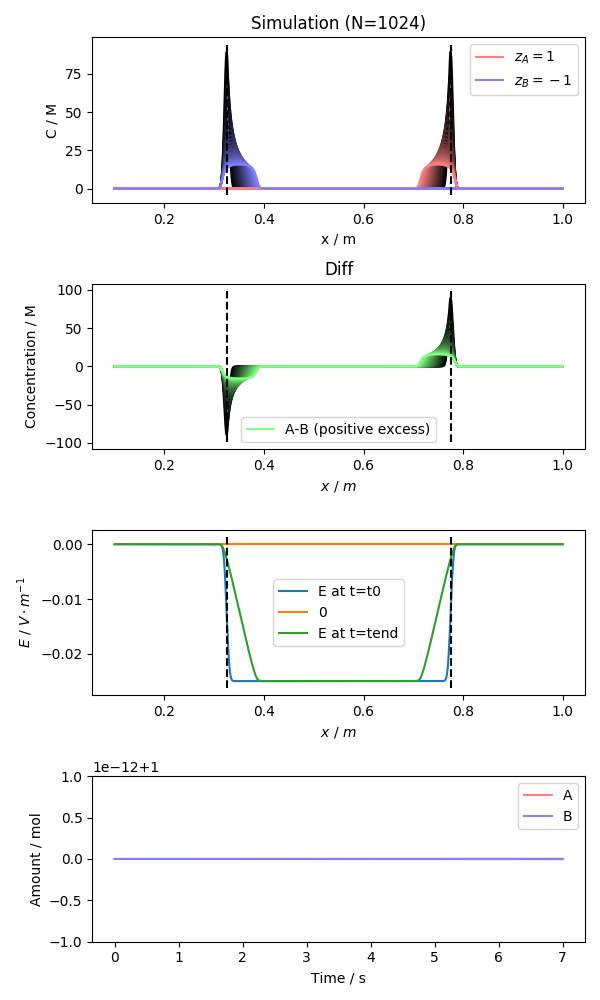 Simulation (N=1024)
C / M
75
50
25
0
$z_A = 1$
$z_B = -1$
0.2 0.4 0.6 0.8 1.0
x / m
Diff
Concentration / M
100
50
0
−50
−100
A-B (positive excess)
0.2 0.4 0.6 0.8 1.0
x / m
E / V · m⁻¹
0.00
−0.01
−0.02
E at t=t0
0
E at t=tend
0.2 0.4 0.6 0.8 1.0
x / m
1e−12+1
Amount / mol
1.0
0.5
0.0
−0.5
−1.0
A
B
0 1 2 3 4 5 6 7
Time / s